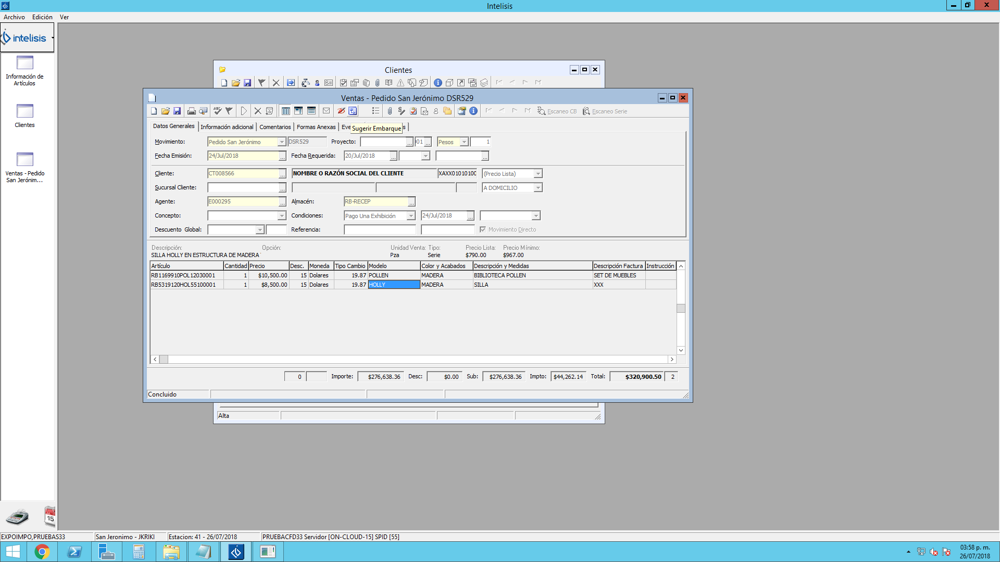 Intelisis
Archivo Edición Ver
intelisis
Información de
Artículos
Clientes
Ventas - Pedido
San Jerónim...
Clientes
Ventas - Pedido San Jerónimo DSR529
Escaneo CB Escaneo Serie
Datos Generales Información adicional Comentarios Formas Anexas Eve Sugerir Embarque s
Movimiento: Pedido San Jerónimo DSR529 Proyecto: ... 001 ... Pesos 1
Fecha Emisión: 24/Jul/2018 ... Fecha Requerida: 20/Jul/2018 ... ...
Cliente: CT008566 ... NOMBRE O RAZÓN SOCIAL DEL CLIENTE XAXX01010100 (Precio Lista)
Sucursal Cliente: ... A DOMICILIO
Agente: E000295 ... Almacén: RB-RECEP ...
Concepto: Condiciones: Pago Una Exhibición 24/Jul/2018 ...
Descuento Global: Referencia: Movimiento Directo
Descripción: Opción: Unidad Venta: Tipo: Precio Lista: Precio Mínimo:
SILLA HOLLY EN ESTRUCTURA DE MADERA Pza Serie $790.00 $967.00
Artículo Cantidad Precio Desc. Moneda Tipo Cambio Modelo Color y Acabados Descripción y Medidas Descripción Factura Instrucción
RB1169910POL12030001 1 $10,500.00 15 Dolares 19.87 POLLEN MADERA BIBLIOTECA POLLEN SET DE MUEBLES
RB5319120HOL55100001 1 $8,500.00 15 Dolares 19.87 HOLLY MADERA SILLA XXX
0 Importe: $276,638.36 Desc: $0.00 Sub: $276,638.36 Impto: $44,262.14 Total: $320,900.50 2
Concluido
Alta
15
EXPOIMPO,PRUEBAS33 San Jeronimo - JKRIKI Estacion: 41 - 26/07/2018 PRUEBACFD33 Servidor [ON-CLOUD-15] SPID [55]
03:58 p. m.
26/07/2018